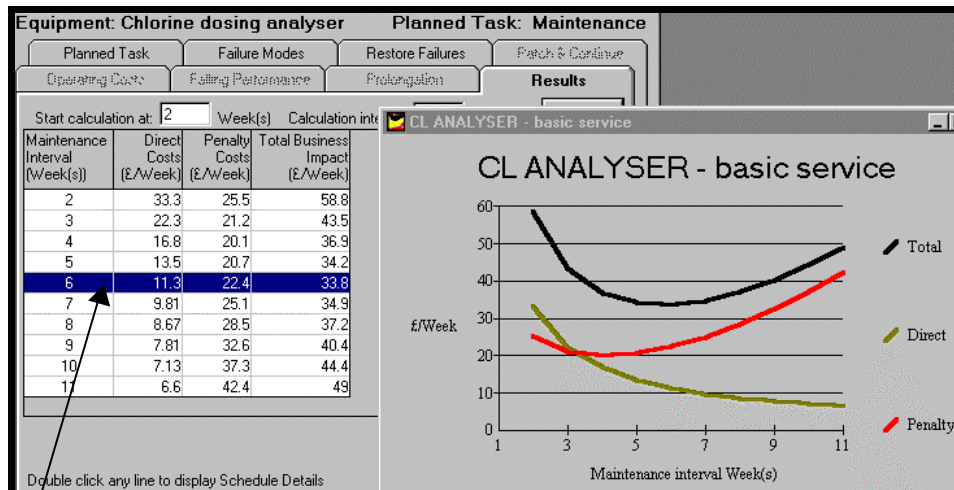 Equipment: Chlorine dosing analyser Planned Task: Maintenance
Planned Task Failure Modes Restore Failures Patch & Continue
Operating Costs Falling Performance Prolongation Results
Start calculation at: 2 Week(s) Calculation inte
Maintenance Interval (Week(s)) Direct Costs (£/Week) Penalty Costs (£/Week) Total Business Impact (£/Week)
2 33.3 25.5 58.8
3 22.3 21.2 43.5
4 16.8 20.1 36.9
5 13.5 20.7 34.2
6 11.3 22.4 33.8
7 9.81 25.1 34.9
8 8.67 28.5 37.2
9 7.81 32.6 40.4
10 7.13 37.3 44.4
11 6.6 42.4 49
Double click any line to display Schedule Details
CL ANALYSER - basic service
CL ANALYSER - basic service
60
50
40
30
20
10
0
£/Week
1 3 5 7 9 11
Maintenance interval Week(s)
Total
Direct
Penalty